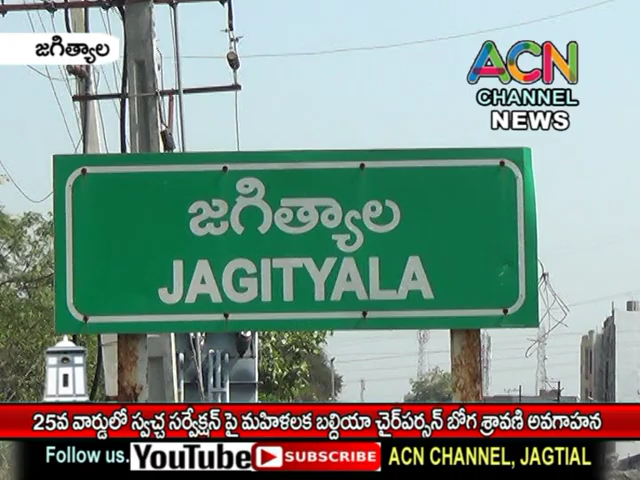 జగిత్యాల
ACN
CHANNEL
NEWS
జగిత్యాల
JAGITYALA
25వ వార్డులో స్వచ్ఛ సర్వేక్షన్ పై మహిళలక బల్దియా చైర్‌పర్సన్ బోగ శ్రావణి అవగాహన
Follow us. YouTube SUBSCRIBE ACN CHANNEL, JAGTIAL